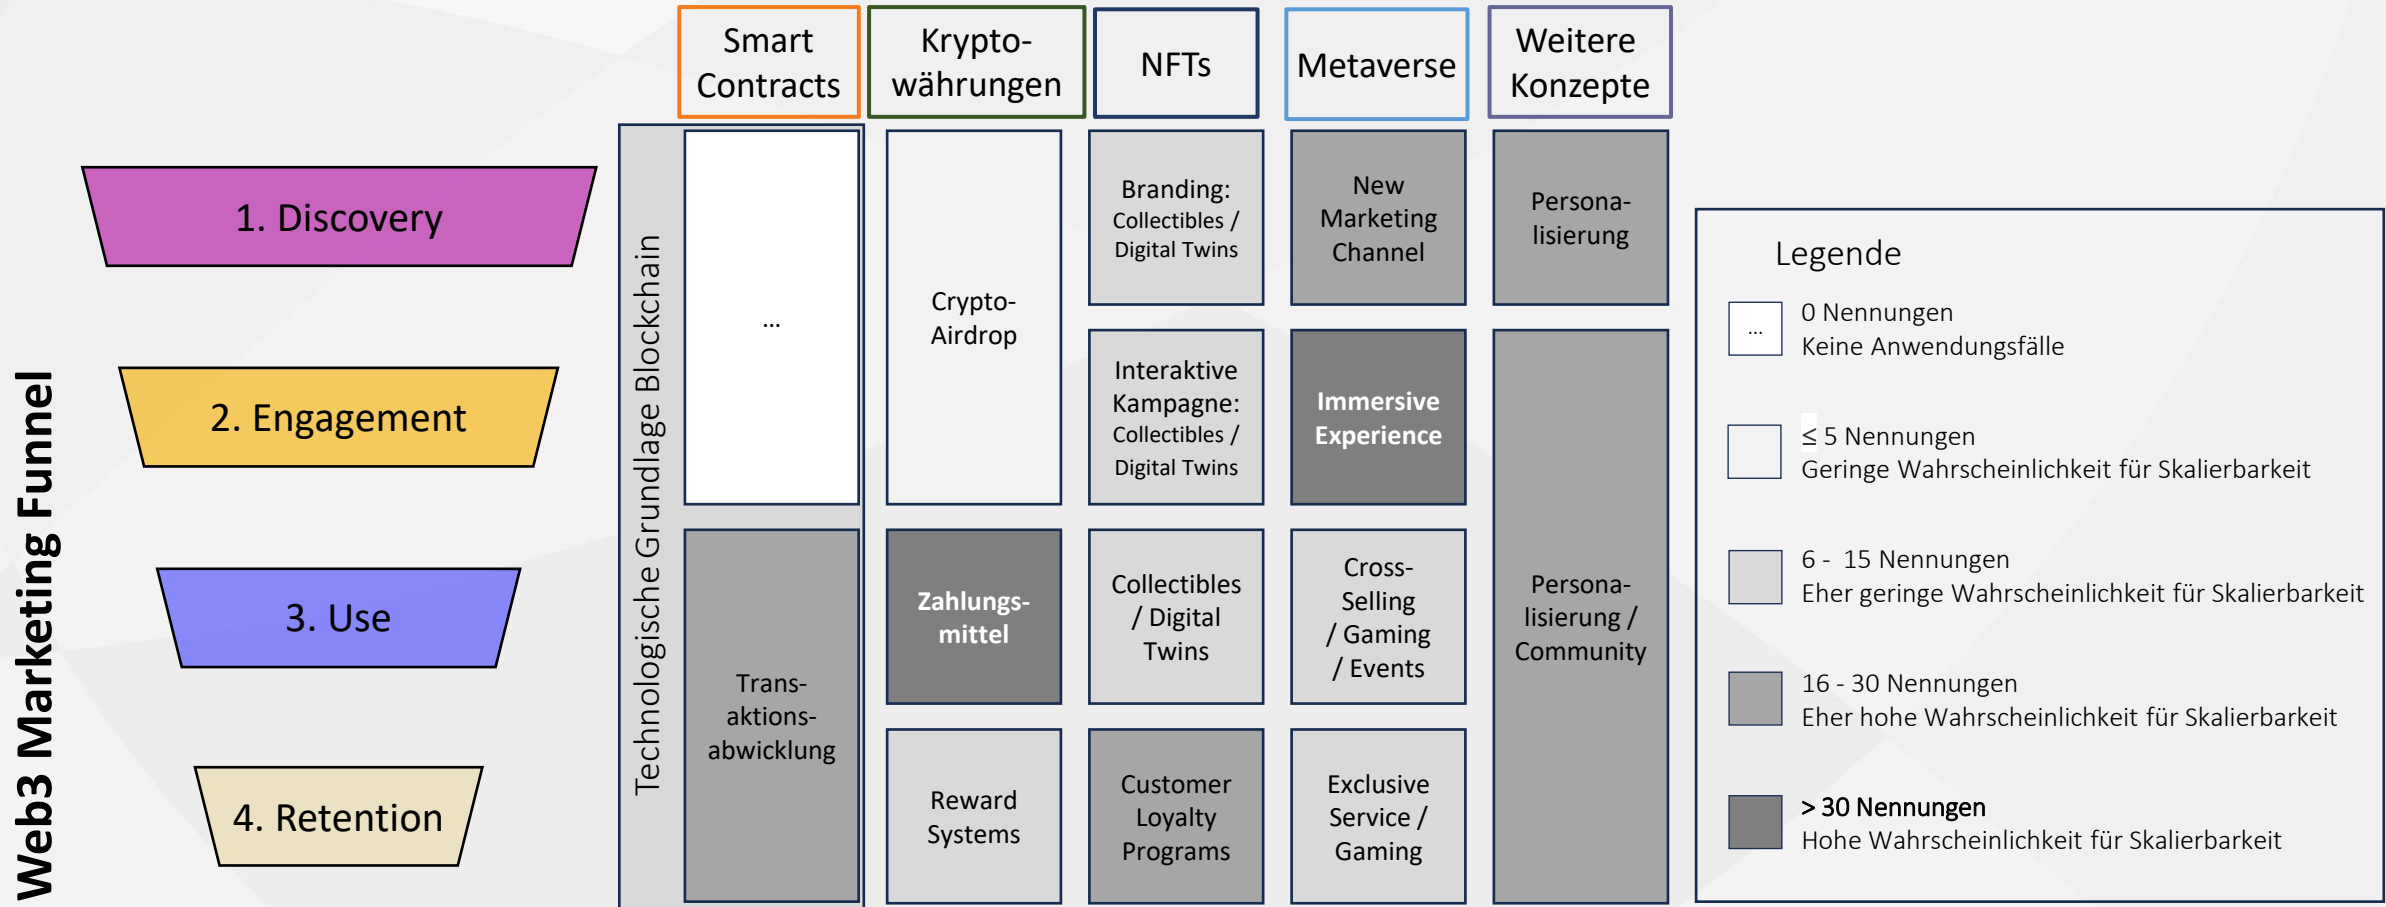 Smart
Contracts
Krypto-
währungen
NFTs
Metaverse
Weitere
Konzepte
Web3 Marketing Funnel
1. Discovery
2. Engagement
3. Use
4. Retention
Technologische Grundlage Blockchain
...
Trans-
aktions-
abwicklung
Crypto-
Airdrop
Zahlungs-
mittel
Reward
Systems
Branding:
Collectibles /
Digital Twins
Interaktive
Kampagne:
Collectibles /
Digital Twins
Collectibles
/ Digital
Twins
Customer
Loyalty
Programs
New
Marketing
Channel
Immersive
Experience
Cross-
Selling
/ Gaming
/ Events
Exclusive
Service /
Gaming
Persona-
lisierung
Persona-
lisierung /
Community
Legende
...
0 Nennungen
Keine Anwendungsfälle
≤ 5 Nennungen
Geringe Wahrscheinlichkeit für Skalierbarkeit
6 - 15 Nennungen
Eher geringe Wahrscheinlichkeit für Skalierbarkeit
16 - 30 Nennungen
Eher hohe Wahrscheinlichkeit für Skalierbarkeit
> 30 Nennungen
Hohe Wahrscheinlichkeit für Skalierbarkeit